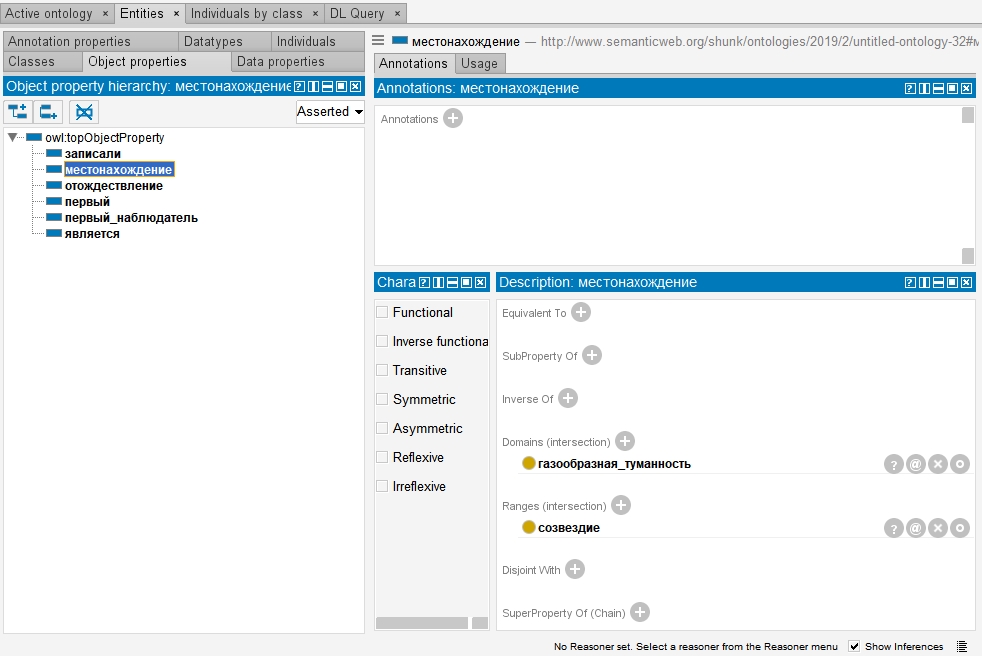 Active ontology × Entities × Individuals by class × DL Query ×
Annotation properties Datatypes Individuals
Classes Object properties Data properties
Object property hierarchy: местонахождение
Asserted
owl:topObjectProperty
записали
местонахождение
отождествление
первый
первый_наблюдатель
является
местонахождение — http://www.semanticweb.org/shunk/ontologies/2019/2/untitled-ontology-32#м
Annotations Usage
Annotations: местонахождение
Annotations
Chara
Functional
Inverse functiona
Transitive
Symmetric
Asymmetric
Reflexive
Irreflexive
Description: местонахождение
Equivalent To
SubProperty Of
Inverse Of
Domains (intersection)
газообразная_туманность
Ranges (intersection)
созвездие
Disjoint With
SuperProperty Of (Chain)
No Reasoner set. Select a reasoner from the Reasoner menu Show Inferences